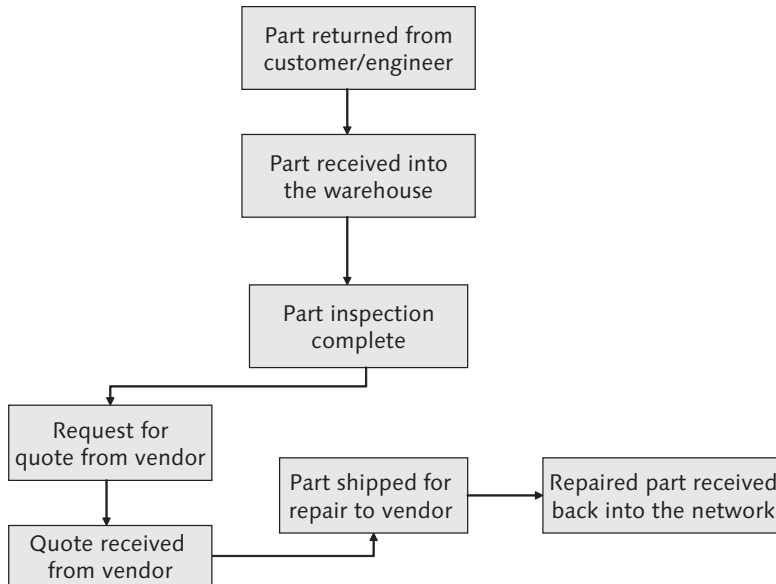 Part returned from
customer/engineer
Part received into
the warehouse
Part inspection
complete
Request for
quote from vendor
Quote received
from vendor
Part shipped for
repair to vendor
Repaired part received
back into the network